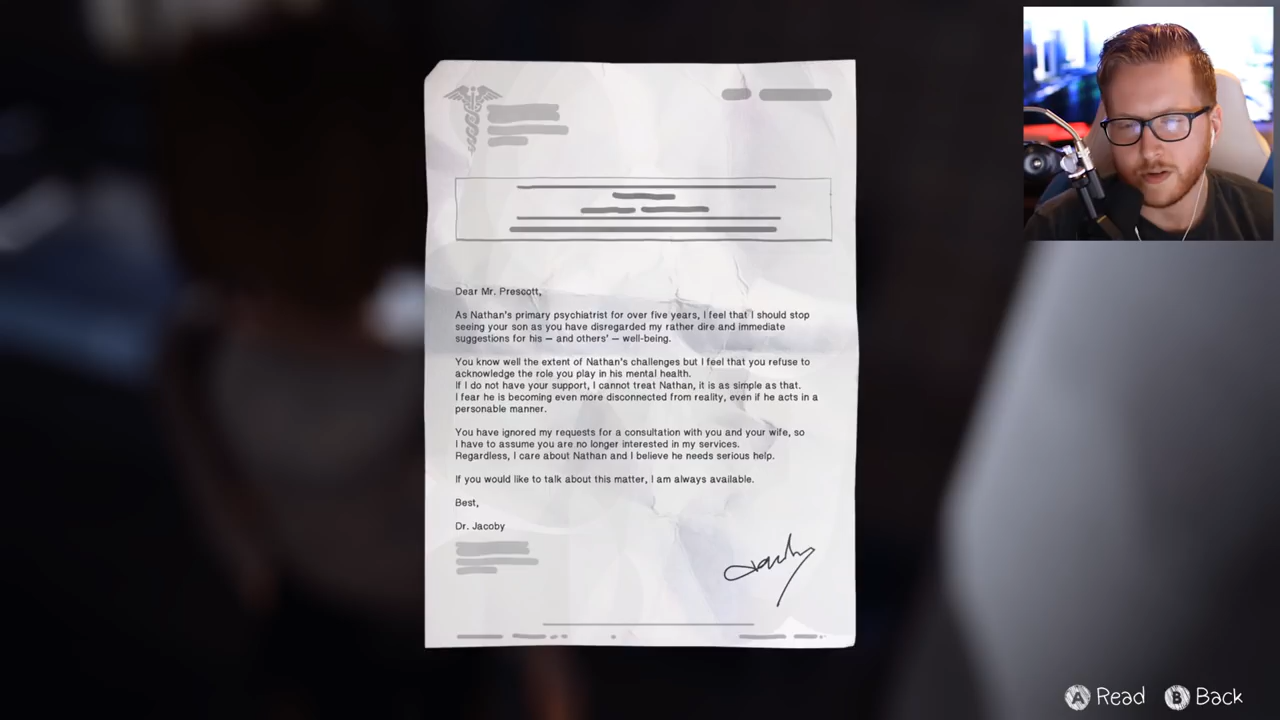 Dear Mr. Prescott,
As Nathan's primary psychiatrist for over five years, I feel that I should stop
seeing your son as you have disregarded my rather dire and immediate
suggestions for his — and others' — well-being.
You know well the extent of Nathan's challenges but I feel that you refuse to
acknowledge the role you play in his mental health.
If I do not have your support, I cannot treat Nathan, it is as simple as that.
I fear he is becoming even more disconnected from reality, even if he acts in a
personable manner.
You have ignored my requests for a consultation with you and your wife, so
I have to assume you are no longer interested in my services.
Regardless, I care about Nathan and I believe he needs serious help.
If you would like to talk about this matter, I am always available.
Best,
Dr. Jacoby
A Read B Back